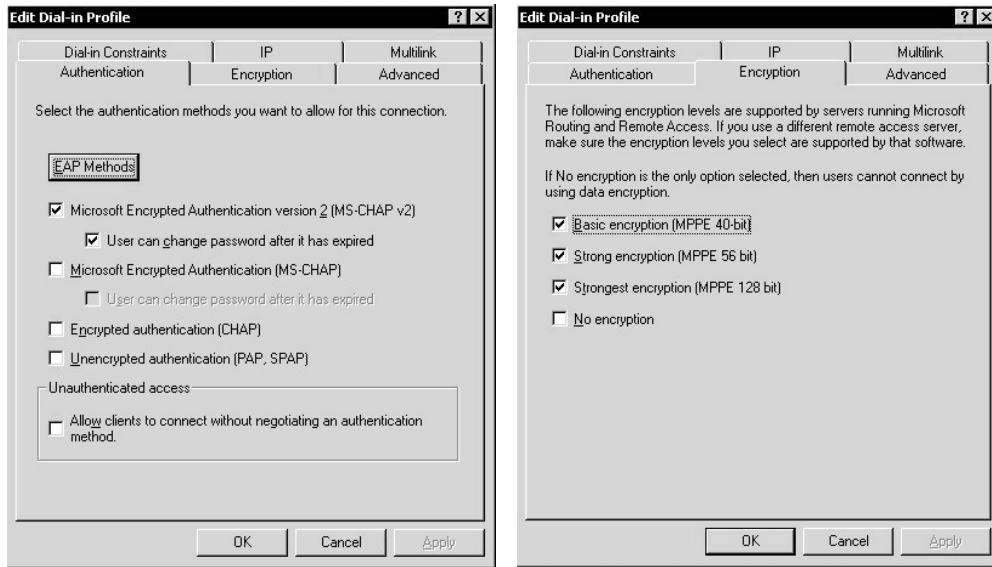 Edit Dial-in Profile
Dial-in Constraints
IP
Multilink
Authentication
Encryption
Advanced
Select the authentication methods you want to allow for this connection.
EAP Methods
Microsoft Encrypted Authentication version 2 (MS-CHAP v2)
User can change password after it has expired
Microsoft Encrypted Authentication (MS-CHAP)
User can change password after it has expired
Encrypted authentication (CHAP)
Unencrypted authentication (PAP, SPAP)
Unauthenticated access
Allow clients to connect without negotiating an authentication
method.
OK
Cancel
Apply
Edit Dial-in Profile
Dial-in Constraints
IP
Multilink
Authentication
Encryption
Advanced
The following encryption levels are supported by servers running Microsoft
Routing and Remote Access. If you use a different remote access server,
make sure the encryption levels you select are supported by that software.
If No encryption is the only option selected, then users cannot connect by
using data encryption.
Basic encryption (MPPE 40-bit)
Strong encryption (MPPE 56 bit)
Strongest encryption (MPPE 128 bit)
No encryption
OK
Cancel
Apply